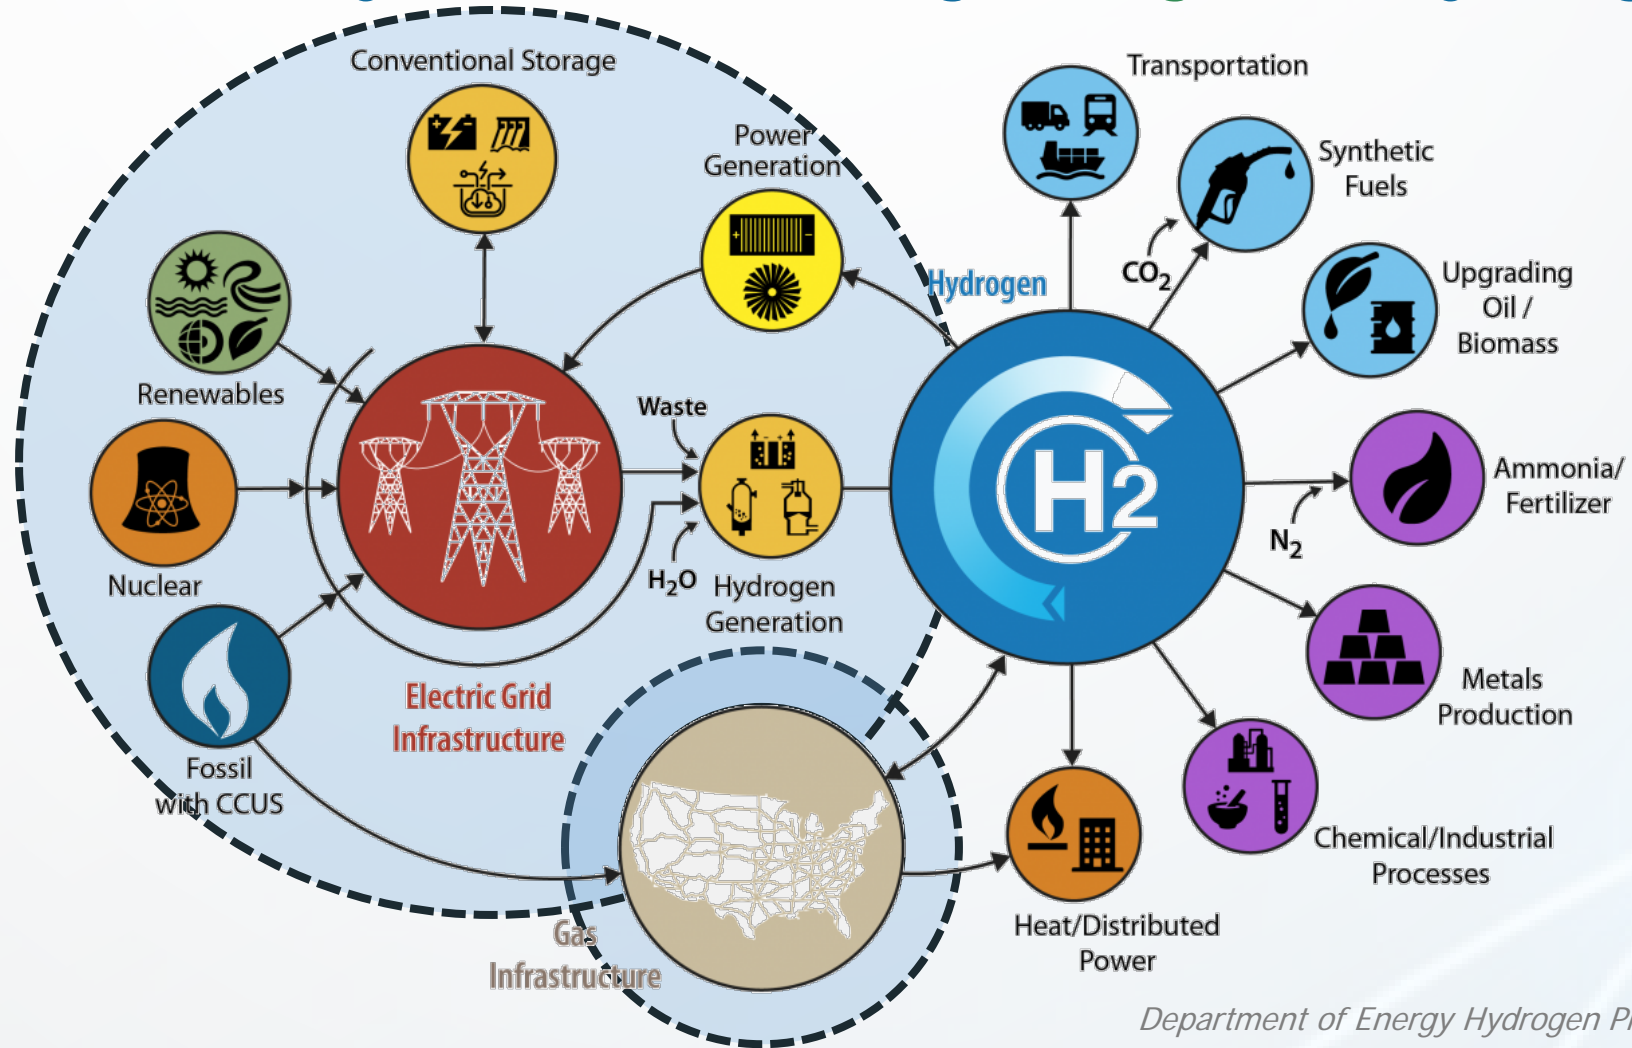 Conventional Storage
Power
Generation
Transportation
Synthetic
Fuels
CO2
Hydrogen
Upgrading
Oil /
Biomass
Renewables
Waste
Ammonia/
Fertilizer
N2
H2
Nuclear
H2O
Hydrogen
Generation
Electric Grid
Infrastructure
Metals
Production
Fossil
with CCUS
Chemical/Industrial
Processes
Gas
Infrastructure
Heat/Distributed
Power
Department of Energy Hydrogen